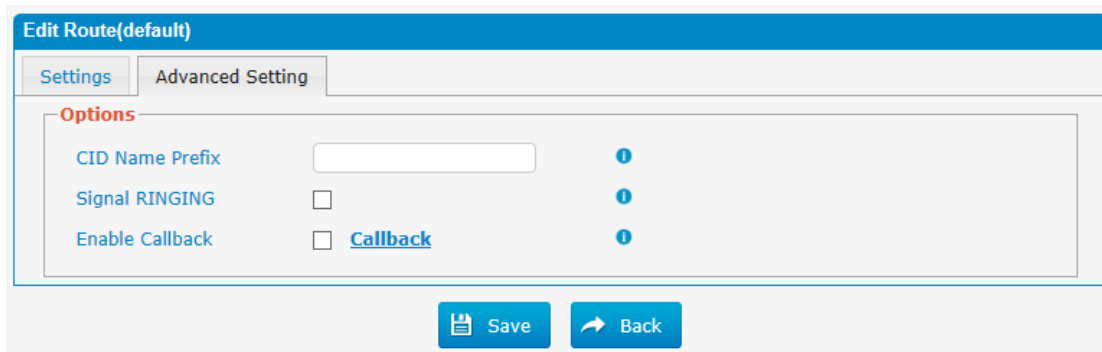 Edit Route(default)
Settings Advanced Setting
Options
CID Name Prefix
Signal RINGING
Enable Callback Callback
Save Back